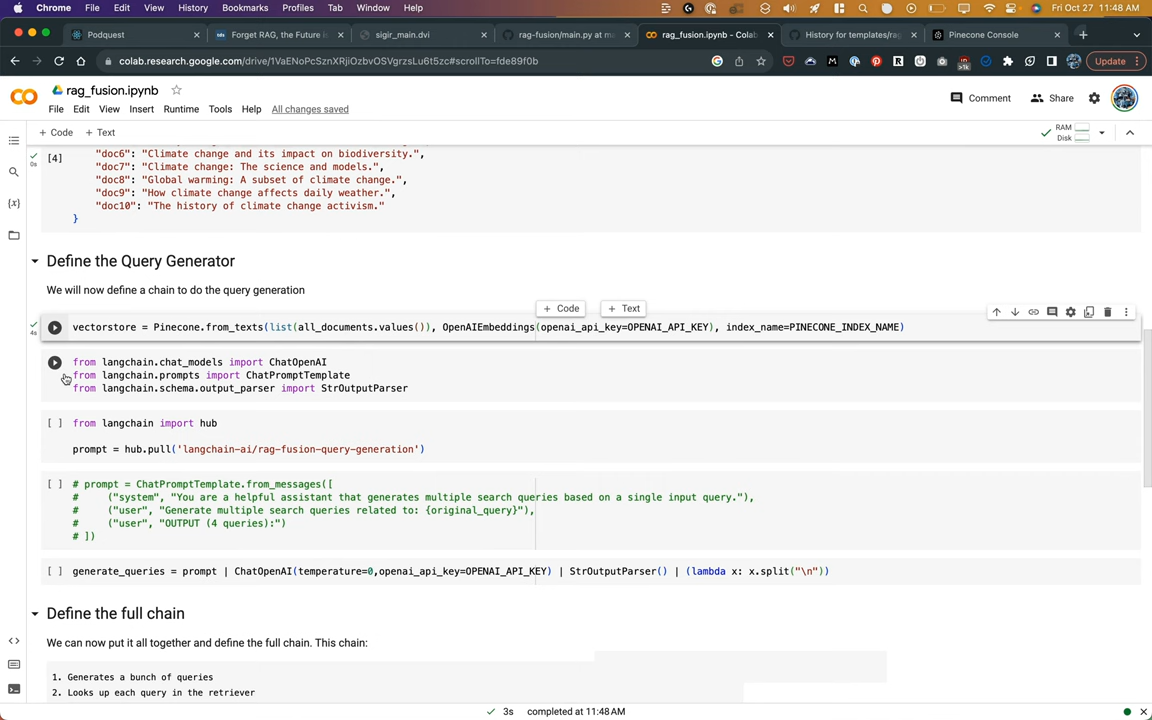 Chrome File Edit View History Bookmarks Profiles Tab Window Help Fri Oct 27 11:48 AM
Podquest Forget RAG, the Future i sigir_main.dvi rag-fusion/main.py at m rag_fusion.ipynb - Colab History for templates/rag Pinecone Console
colab.research.google.com/drive/1VaENoPcSznXRjiOzbvOSVgrzsLu6t5zc#scrollTo=fde89f0b >1k Update
rag_fusion.ipynb
File Edit View Insert Runtime Tools Help All changes saved
Comment Share
+ Code + Text
RAM
Disk
[4]
0s
"doc6": "Climate change and its impact on biodiversity.",
"doc7": "Climate change: The science and models.",
"doc8": "Global warming: A subset of climate change.",
"doc9": "How climate change affects daily weather.",
"doc10": "The history of climate change activism."
}
Define the Query Generator
We will now define a chain to do the query generation
+ Code + Text
4s
vectorstore = Pinecone.from_texts(list(all_documents.values()), OpenAIEmbeddings(openai_api_key=OPENAI_API_KEY), index_name=PINECONE_INDEX_NAME)
from langchain.chat_models import ChatOpenAI
from langchain.prompts import ChatPromptTemplate
from langchain.schema.output_parser import StrOutputParser
[ ] from langchain import hub
prompt = hub.pull('langchain-ai/rag-fusion-query-generation')
[ ] # prompt = ChatPromptTemplate.from_messages([
#     ("system", "You are a helpful assistant that generates multiple search queries based on a single input query."),
#     ("user", "Generate multiple search queries related to: {original_query}"),
#     ("user", "OUTPUT (4 queries):")
# ])
[ ] generate_queries = prompt | ChatOpenAI(temperature=0,openai_api_key=OPENAI_API_KEY) | StrOutputParser() | (lambda x: x.split("\n"))
Define the full chain
We can now put it all together and define the full chain. This chain:
1. Generates a bunch of queries
2. Looks up each query in the retriever
3s completed at 11:48 AM